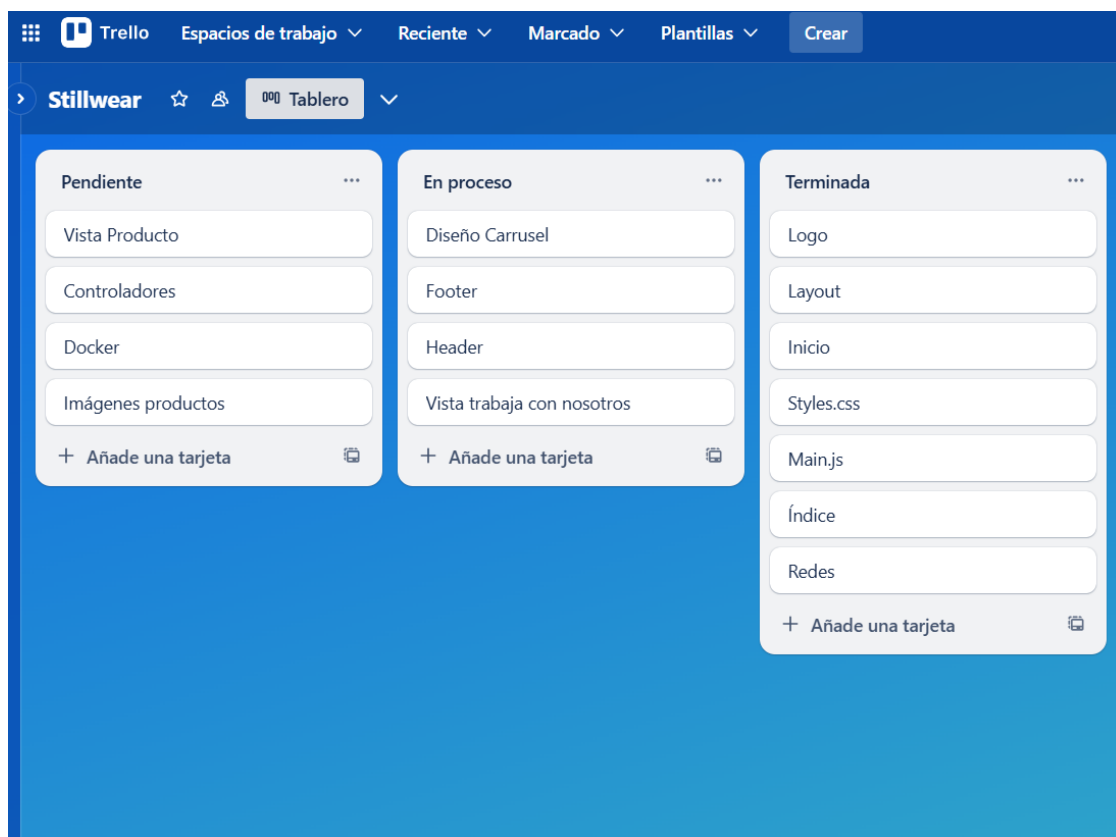 Trello Espacios de trabajo Reciente Marcado Plantillas Crear
Stillwear Tablero
Pendiente
Vista Producto
Controladores
Docker
Imágenes productos
+ Añade una tarjeta
En proceso
Diseño Carrusel
Footer
Header
Vista trabaja con nosotros
+ Añade una tarjeta
Terminada
Logo
Layout
Inicio
Styles.css
Main.js
Índice
Redes
+ Añade una tarjeta